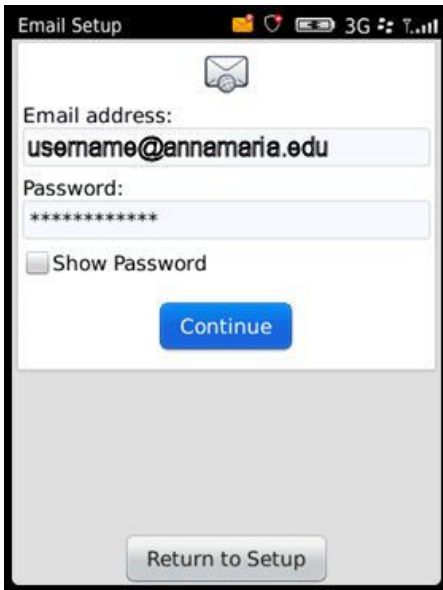 Email Setup 3G
Email address:
username@annamaria.edu
Password:
************
Show Password
Continue
Return to Setup